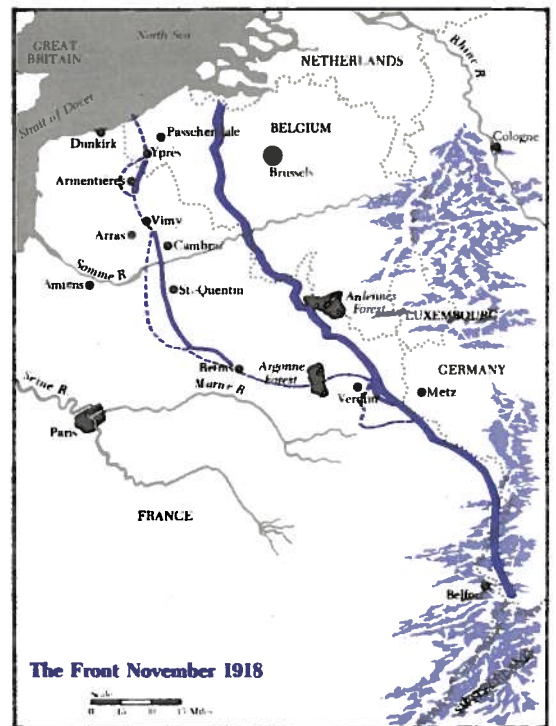 North Sea
GREAT
BRITAIN
NETHERLANDS
Rhine R
Strait of Dover
Dunkirk
Passchendale
BELGIUM
Cologne
Ypres
Brussels
Armentieres
Vimy
Arras
Cambrai
Somme R
Amiens
St.-Quentin
Ardennes
Forest
LUXEMBOURG
Reims
Argonne
Forest
GERMANY
Seine R
Marne R
Verdun
Metz
Paris
FRANCE
Belfort
The Front November 1918
Scale
Miles